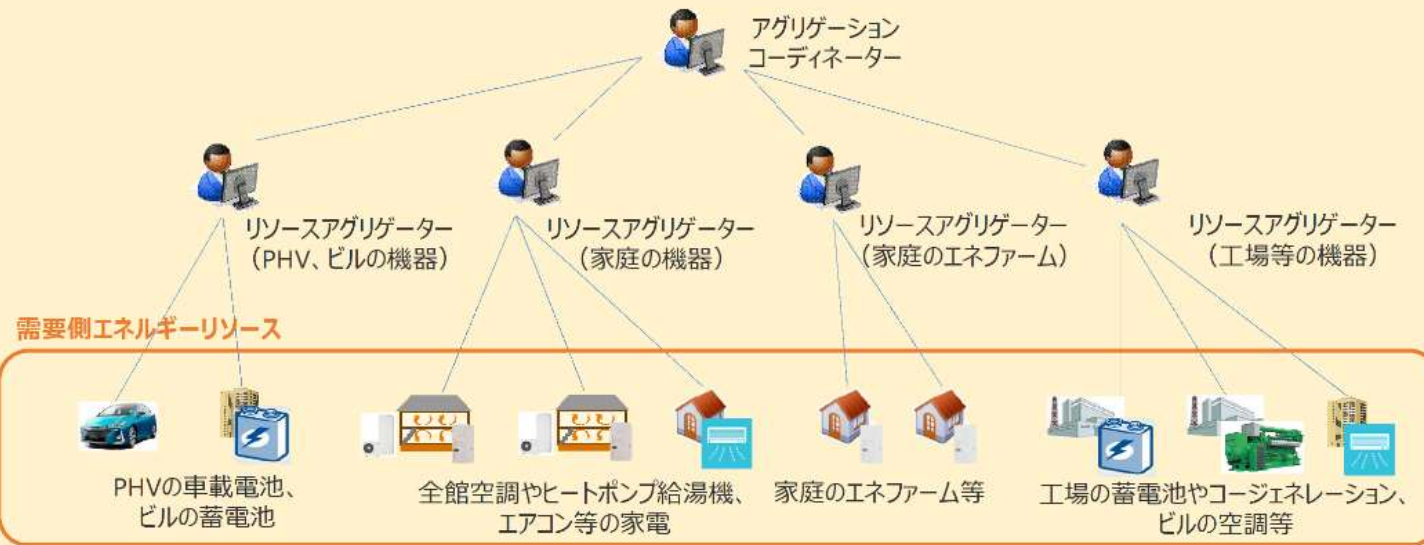 アグリゲーション
コーディネーター
リソースアグリゲーター
（PHV、ビルの機器）
リソースアグリゲーター
（家庭の機器）
リソースアグリゲーター
（家庭のエネファーム）
リソースアグリゲーター
（工場等の機器）
需要側エネルギーリソース
PHVの車載電池、
ビルの蓄電池
全館空調やヒートポンプ給湯機、
エアコン等の家電
家庭のエネファーム等
工場の蓄電池やコージェネレーション、
ビルの空調等